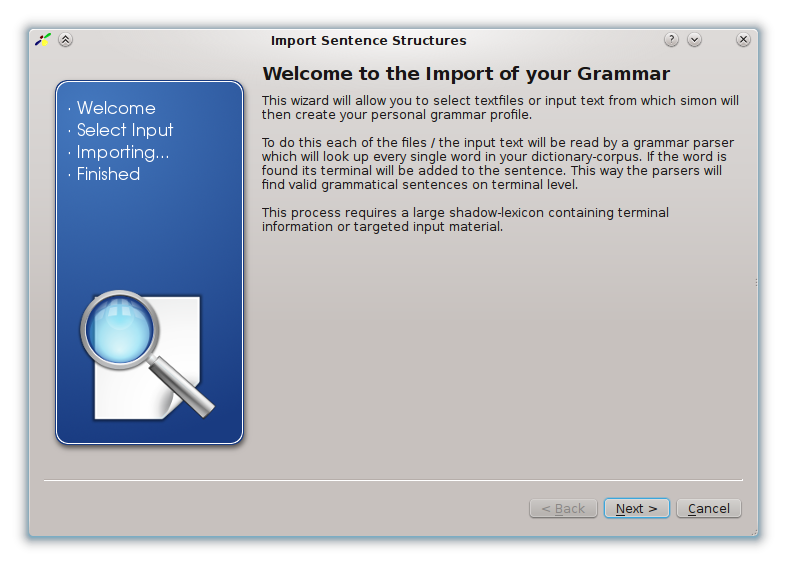 Import Sentence Structures
· Welcome
· Select Input
· Importing...
· Finished
Welcome to the Import of your Grammar
This wizard will allow you to select textfiles or input text from which simon will
then create your personal grammar profile.
To do this each of the files / the input text will be read by a grammar parser
which will look up every single word in your dictionary-corpus. If the word is
found its terminal will be added to the sentence. This way the parsers will
find valid grammatical sentences on terminal level.
This process requires a large shadow-lexicon containing terminal
information or targeted input material.
< Back
Next >
Cancel